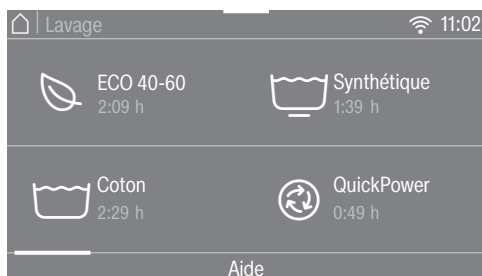 Lavage 11:02
ECO 40-60
2:09 h
Synthétique
1:39 h
Coton
2:29 h
QuickPower
0:49 h
Aide